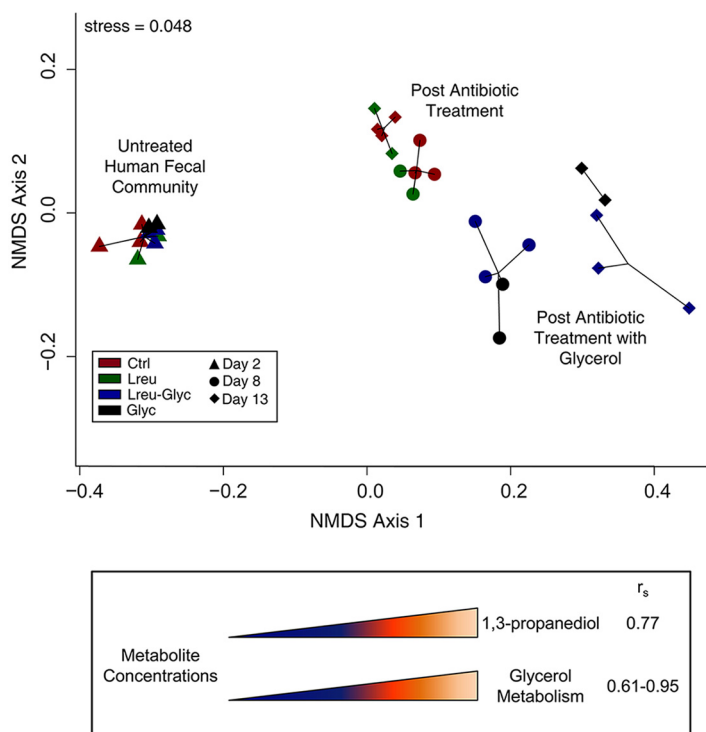 stress = 0.048
Post Antibiotic
Treatment
Untreated
Human Fecal
Community
Post Antibiotic
Treatment with
Glycerol
Ctrl
Lreu
Lreu-Glyc
Glyc
Day 2
Day 8
Day 13
NMDS Axis 2
0.2
0.0
−0.2
−0.4
−0.2
0.0
0.2
0.4
NMDS Axis 1
rs
Metabolite
Concentrations
1,3-propanediol
0.77
Glycerol
Metabolism
0.61-0.95